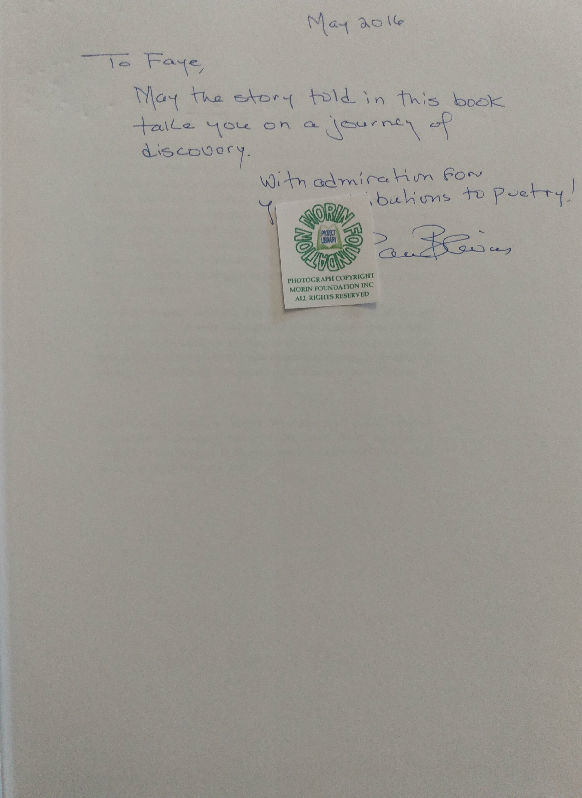 May 2016
To Faye,
May the story told in this book
take you on a journey of
discovery.
With admiration for
ibutions to poetry!
MORIN FOUNDATION
PROJECT
LIBRARY
PHOTOGRAPH COPYRIGHT
MORIN FOUNDATION INC
ALL RIGHTS RESERVED